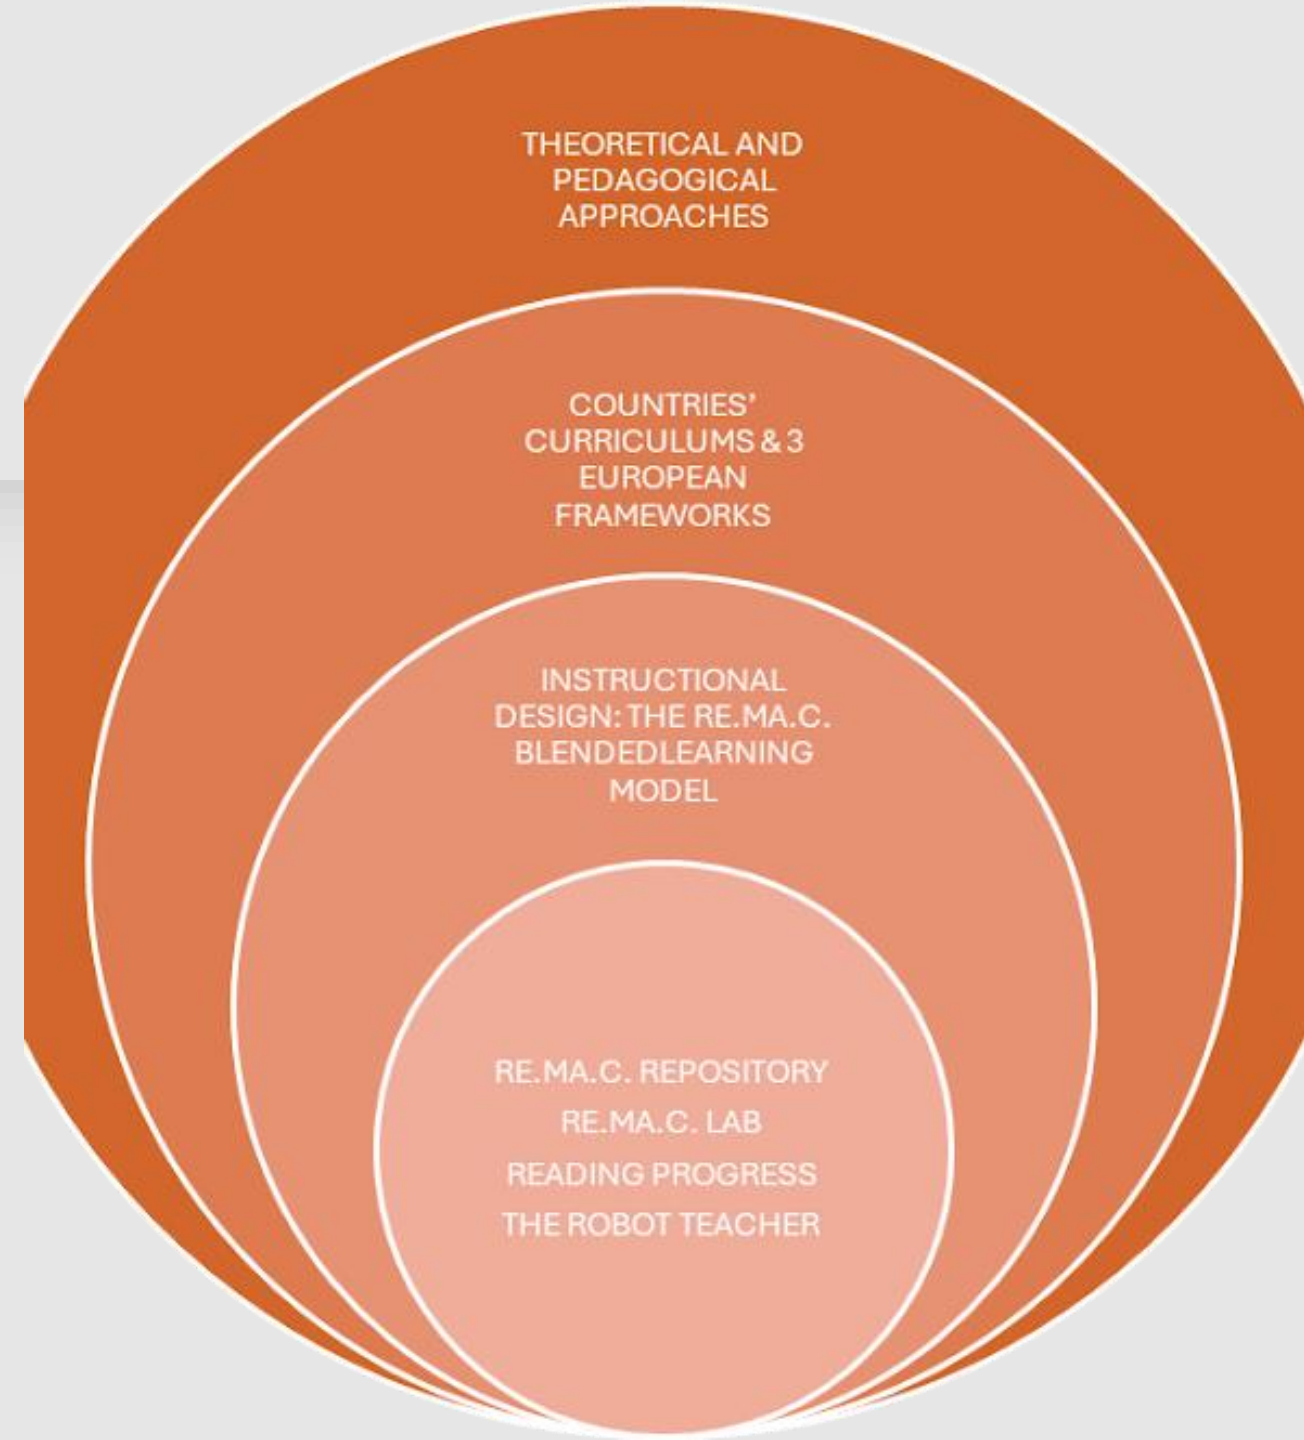 THEORETICAL AND
PEDAGOGICAL
APPROACHES
COUNTRIES’
CURRICULUMS & 3
EUROPEAN
FRAMEWORKS
INSTRUCTIONAL
DESIGN: THE RE.MA.C.
BLENDEDLEARNING
MODEL
RE.MA.C. REPOSITORY
RE.MA.C. LAB
READING PROGRESS
THE ROBOT TEACHER